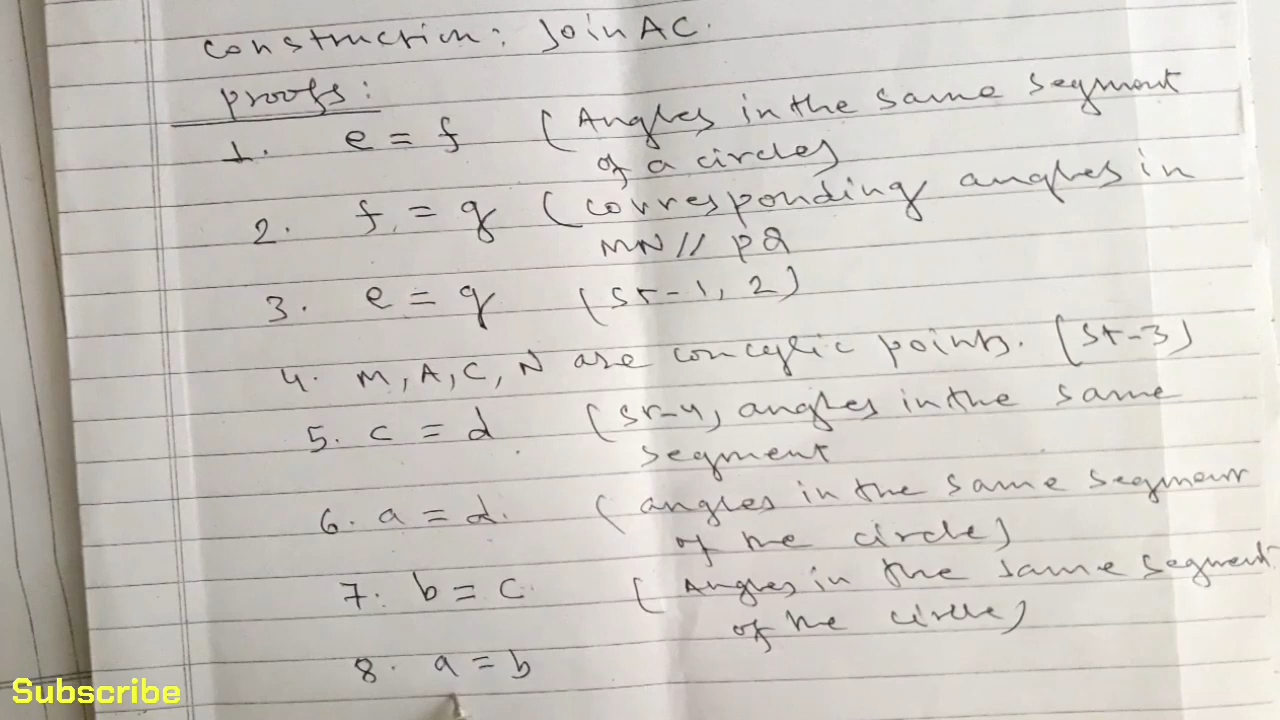 Construction: Join AC.
Proofs:
1. e = f (Angles in the same segment
of a circles
2. f = g (corresponding angles in
MN // PQ
3. e = g (st-1, 2)
4. M, A, C, N are concyclic points. (st-3)
5. c = d (st-4, angles in the same
segment
6. a = d. (angles in the same segment
of the circle)
7. b = c. (Angles in the same segment
of the circle)
8. a = b
Subscribe